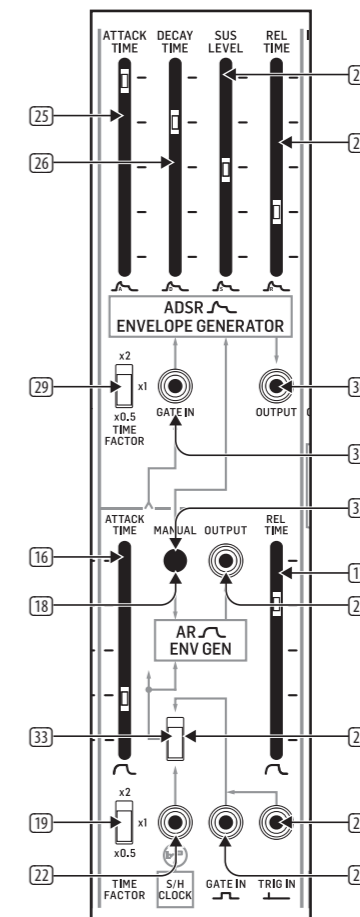 ATTACK TIME
DECAY TIME
SUS LEVEL
REL TIME
25
26
A
D
S
R
ADSR
ENVELOPE GENERATOR
x2
x1
x0.5
TIME FACTOR
29
GATE IN
OUTPUT
ATTACK TIME
MANUAL
OUTPUT
REL TIME
16
18
AR
ENV GEN
33
x2
x1
x0.5
TIME FACTOR
19
22
S/H CLOCK
GATE IN
TRIG IN